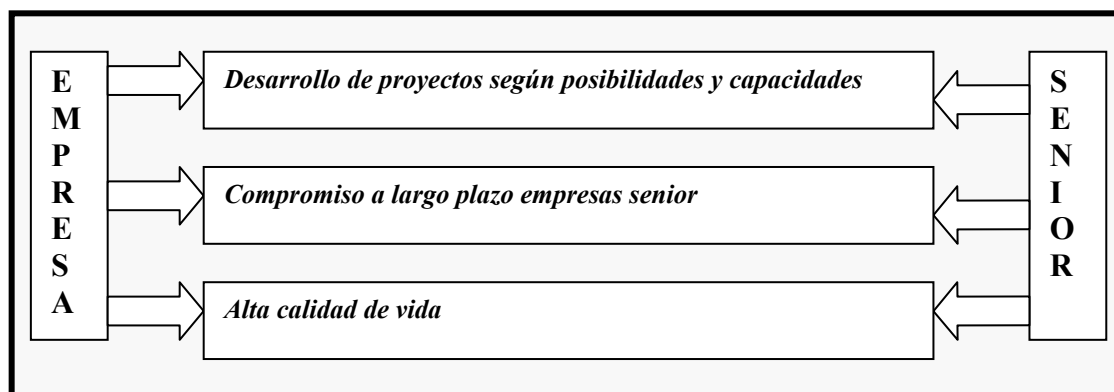 EMPRESA
Desarrollo de proyectos según posibilidades y capacidades
Compromiso a largo plazo empresas senior
Alta calidad de vida
SENIOR